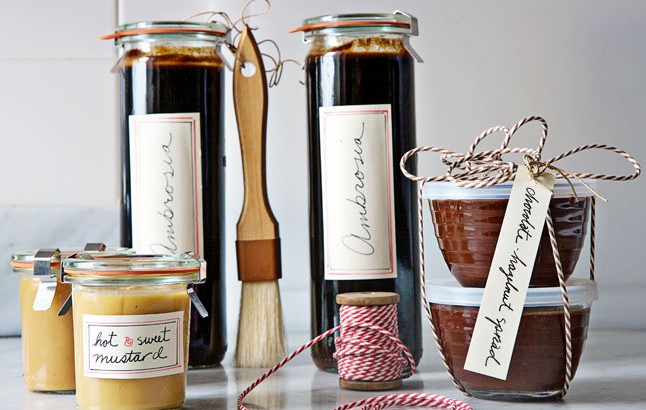 Ambrosia
Ambrosia
hot & sweet
mustard
chocolate hazelnut spread